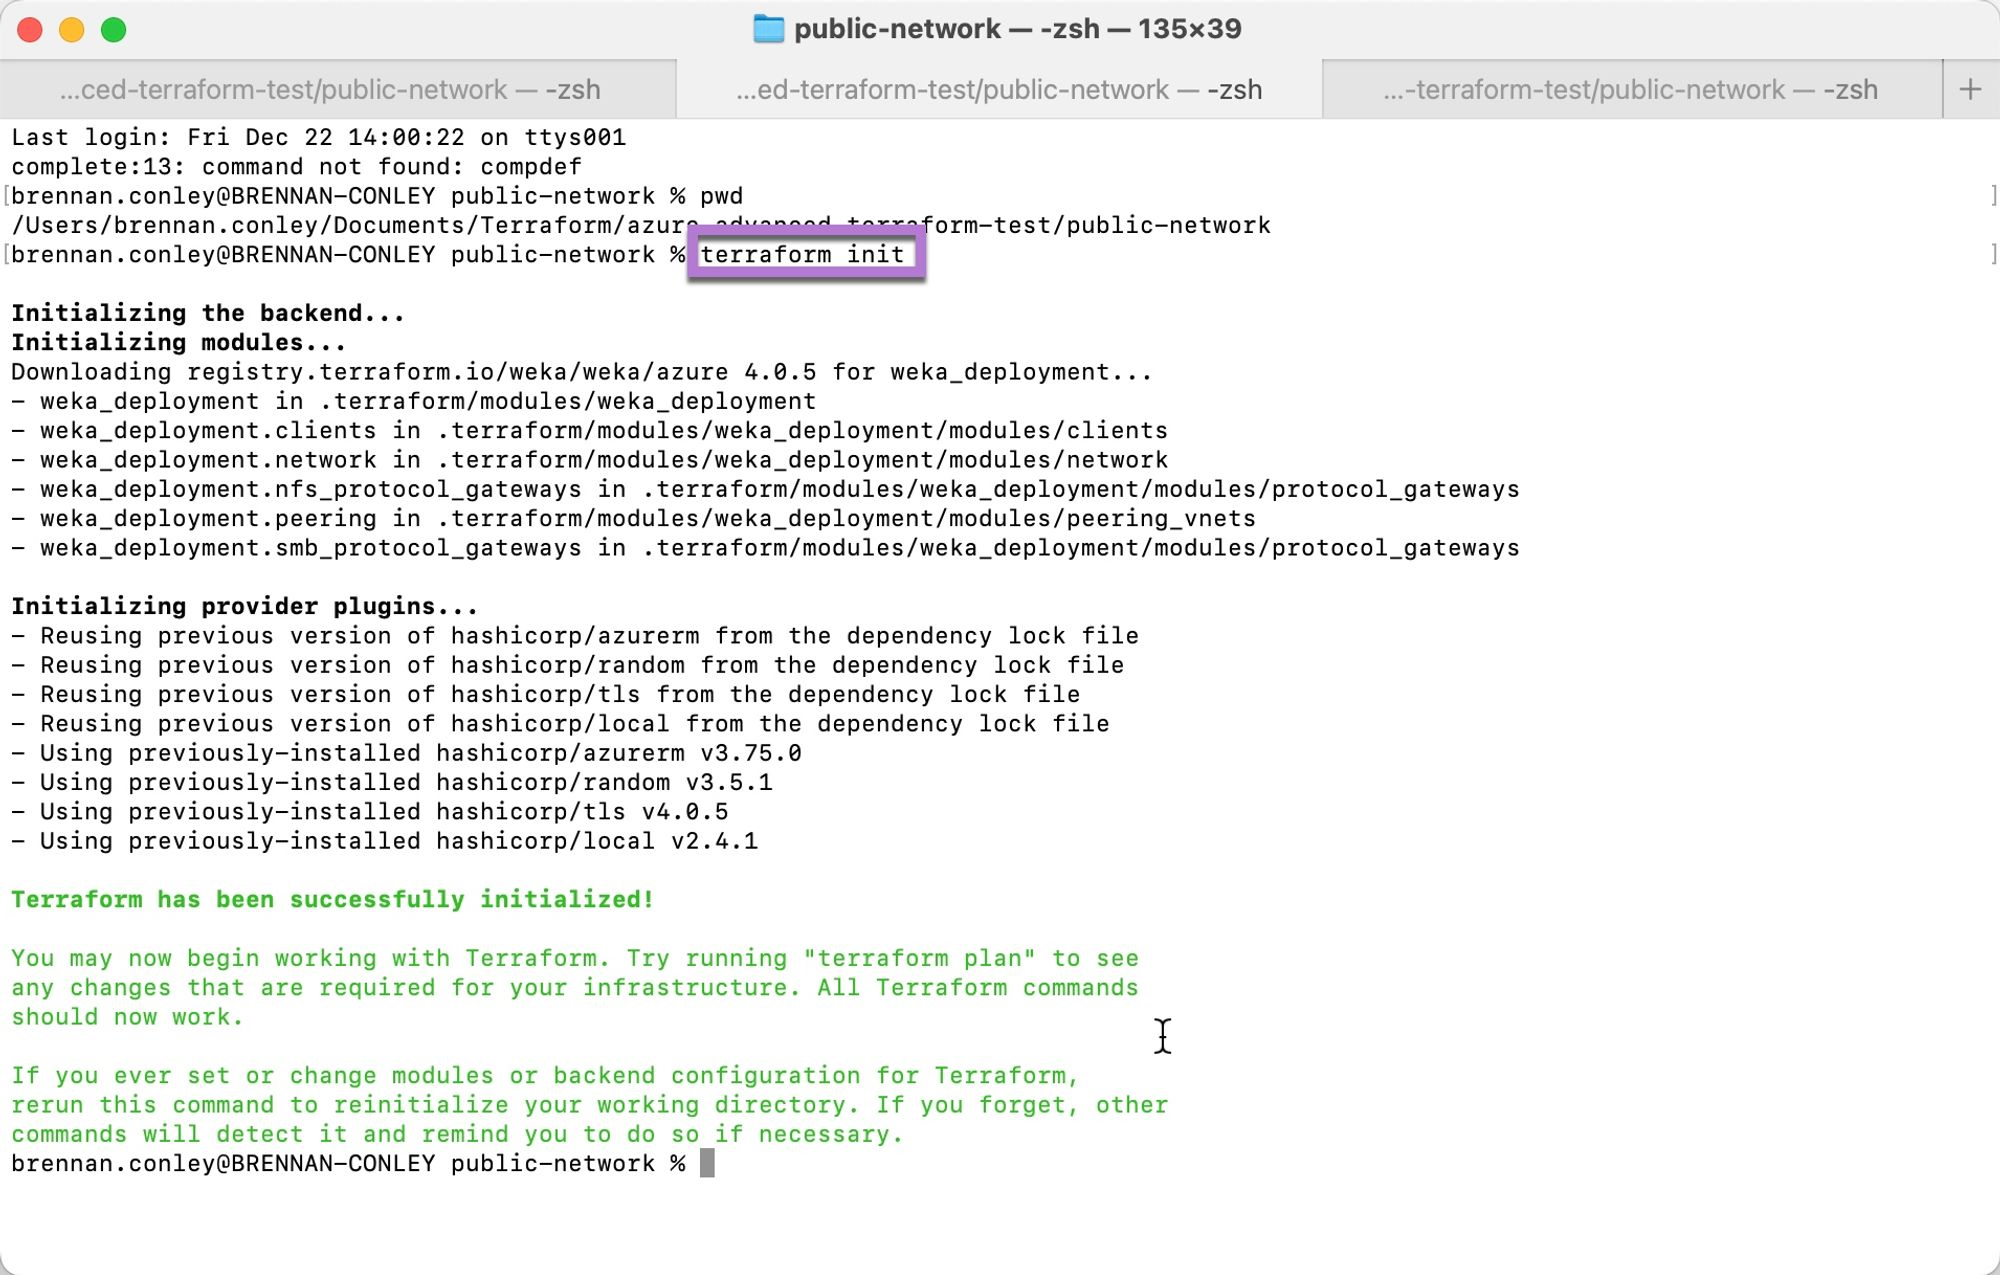 public-network — -zsh — 135×39
...ced-terraform-test/public-network — -zsh
...ed-terraform-test/public-network — -zsh
...-terraform-test/public-network — -zsh
+
Last login: Fri Dec 22 14:00:22 on ttys001
complete:13: command not found: compdef
[brennan.conley@BRENNAN-CONLEY public-network % pwd ]
/Users/brennan.conley/Documents/Terraform/azure-advanced-terraform-test/public-network
[brennan.conley@BRENNAN-CONLEY public-network % terraform init ]
Initializing the backend...
Initializing modules...
Downloading registry.terraform.io/weka/weka/azure 4.0.5 for weka_deployment...
- weka_deployment in .terraform/modules/weka_deployment
- weka_deployment.clients in .terraform/modules/weka_deployment/modules/clients
- weka_deployment.network in .terraform/modules/weka_deployment/modules/network
- weka_deployment.nfs_protocol_gateways in .terraform/modules/weka_deployment/modules/protocol_gateways
- weka_deployment.peering in .terraform/modules/weka_deployment/modules/peering_vnets
- weka_deployment.smb_protocol_gateways in .terraform/modules/weka_deployment/modules/protocol_gateways
Initializing provider plugins...
- Reusing previous version of hashicorp/azurerm from the dependency lock file
- Reusing previous version of hashicorp/random from the dependency lock file
- Reusing previous version of hashicorp/tls from the dependency lock file
- Reusing previous version of hashicorp/local from the dependency lock file
- Using previously-installed hashicorp/azurerm v3.75.0
- Using previously-installed hashicorp/random v3.5.1
- Using previously-installed hashicorp/tls v4.0.5
- Using previously-installed hashicorp/local v2.4.1
Terraform has been successfully initialized!
You may now begin working with Terraform. Try running "terraform plan" to see
any changes that are required for your infrastructure. All Terraform commands
should now work.
If you ever set or change modules or backend configuration for Terraform,
rerun this command to reinitialize your working directory. If you forget, other
commands will detect it and remind you to do so if necessary.
brennan.conley@BRENNAN-CONLEY public-network %